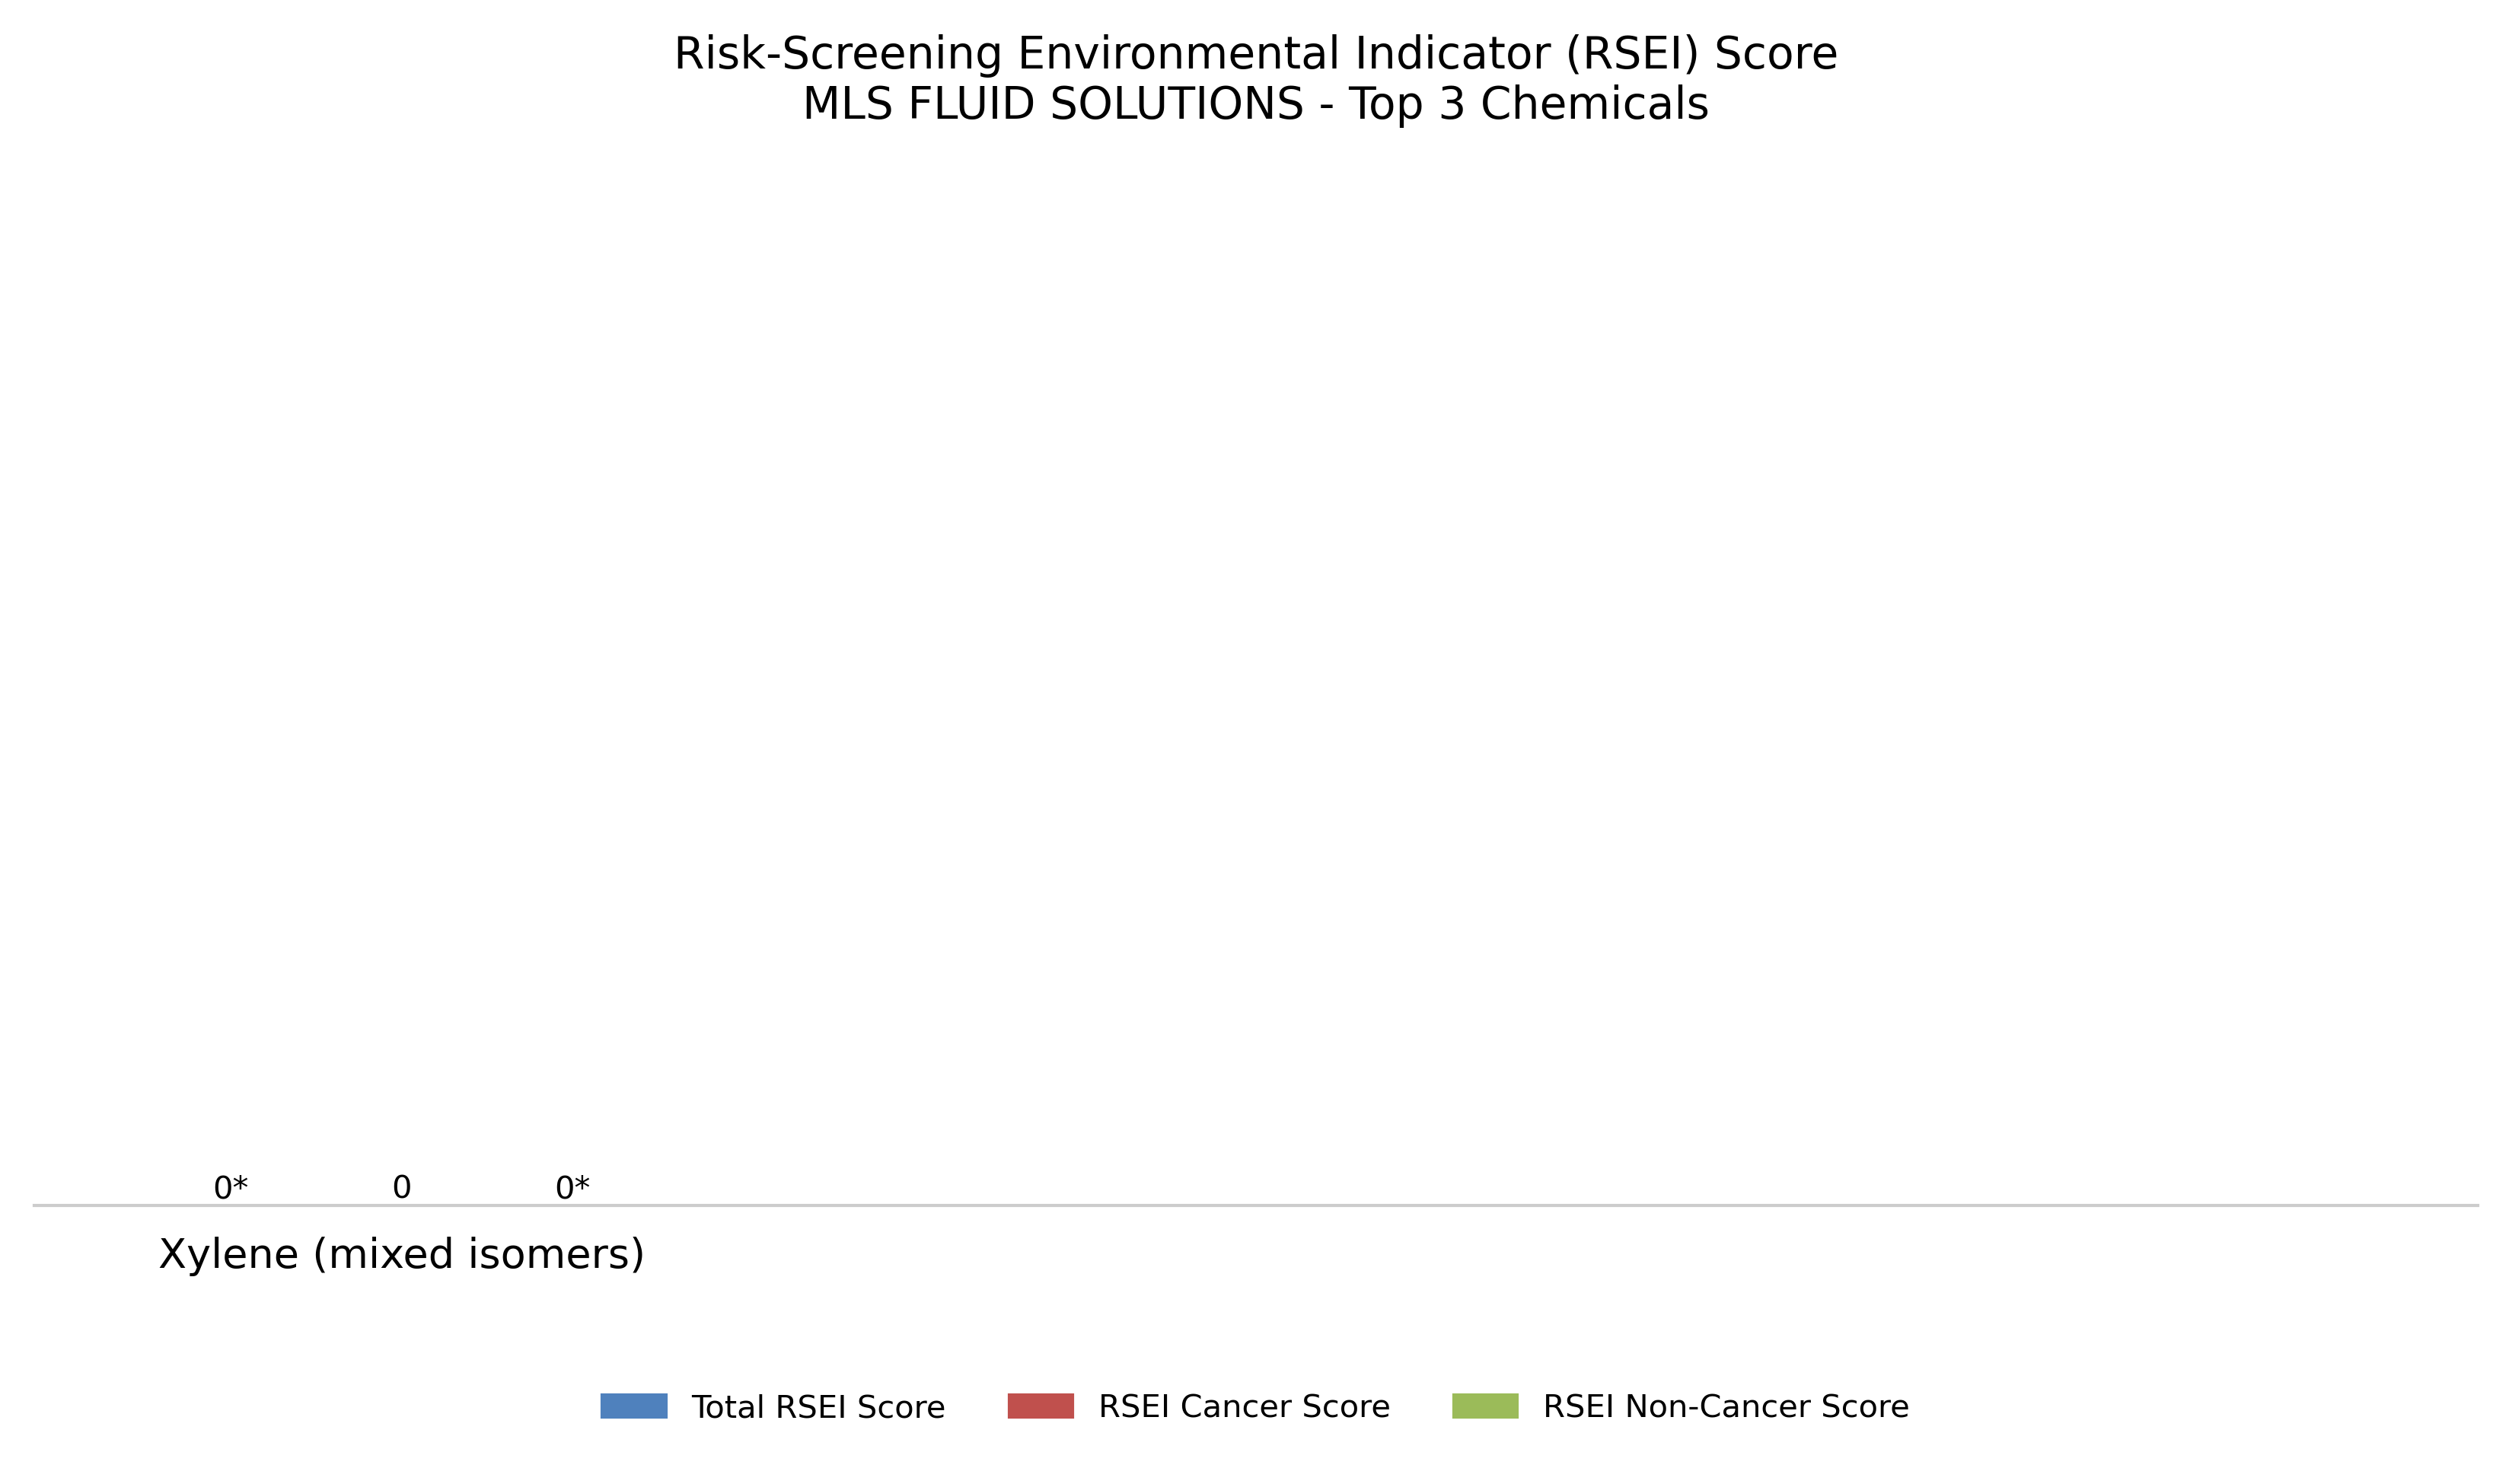 Risk-Screening Environmental Indicator (RSEI) Score
MLS FLUID SOLUTIONS - Top 3 Chemicals
0* 0 0*
Xylene (mixed isomers)
Total RSEI Score RSEI Cancer Score RSEI Non-Cancer Score